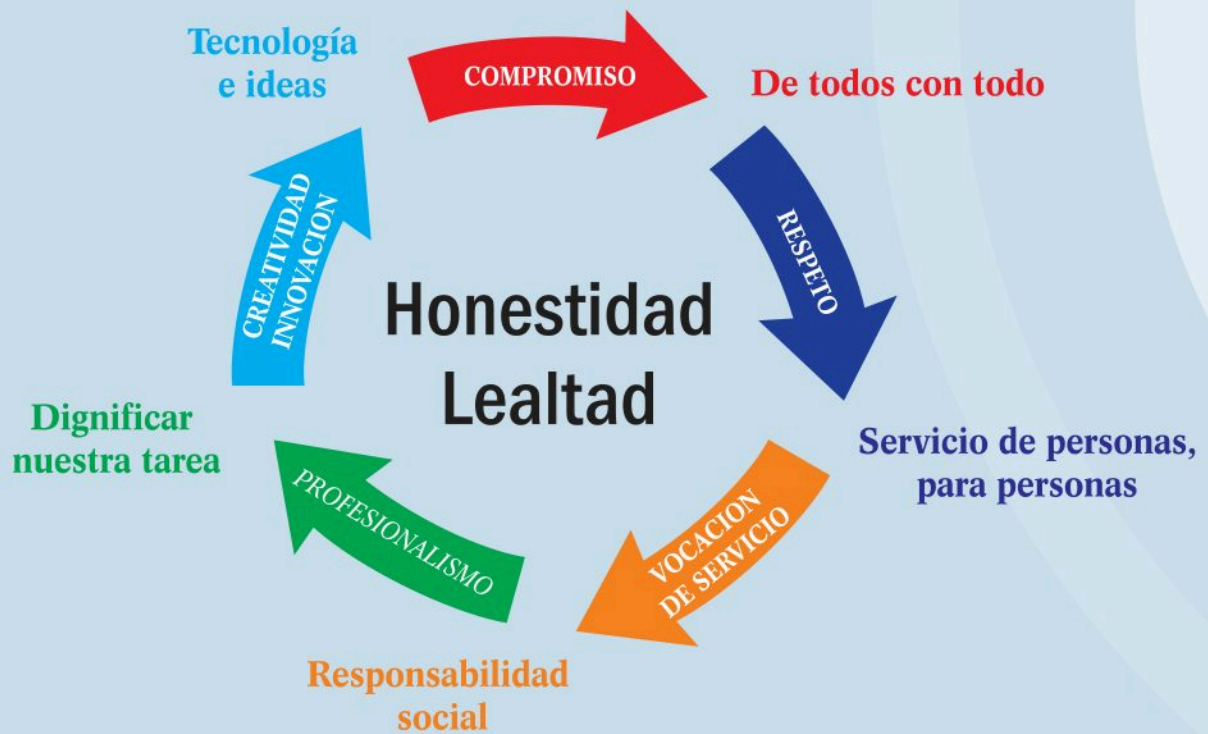 Tecnología
e ideas
COMPROMISO
De todos con todo
RESPETO
Servicio de personas,
para personas
VOCACION
DE SERVICIO
Responsabilidad
social
PROFESIONALISMO
Dignificar
nuestra tarea
CREATIVIDAD
INNOVACION
Honestidad
Lealtad